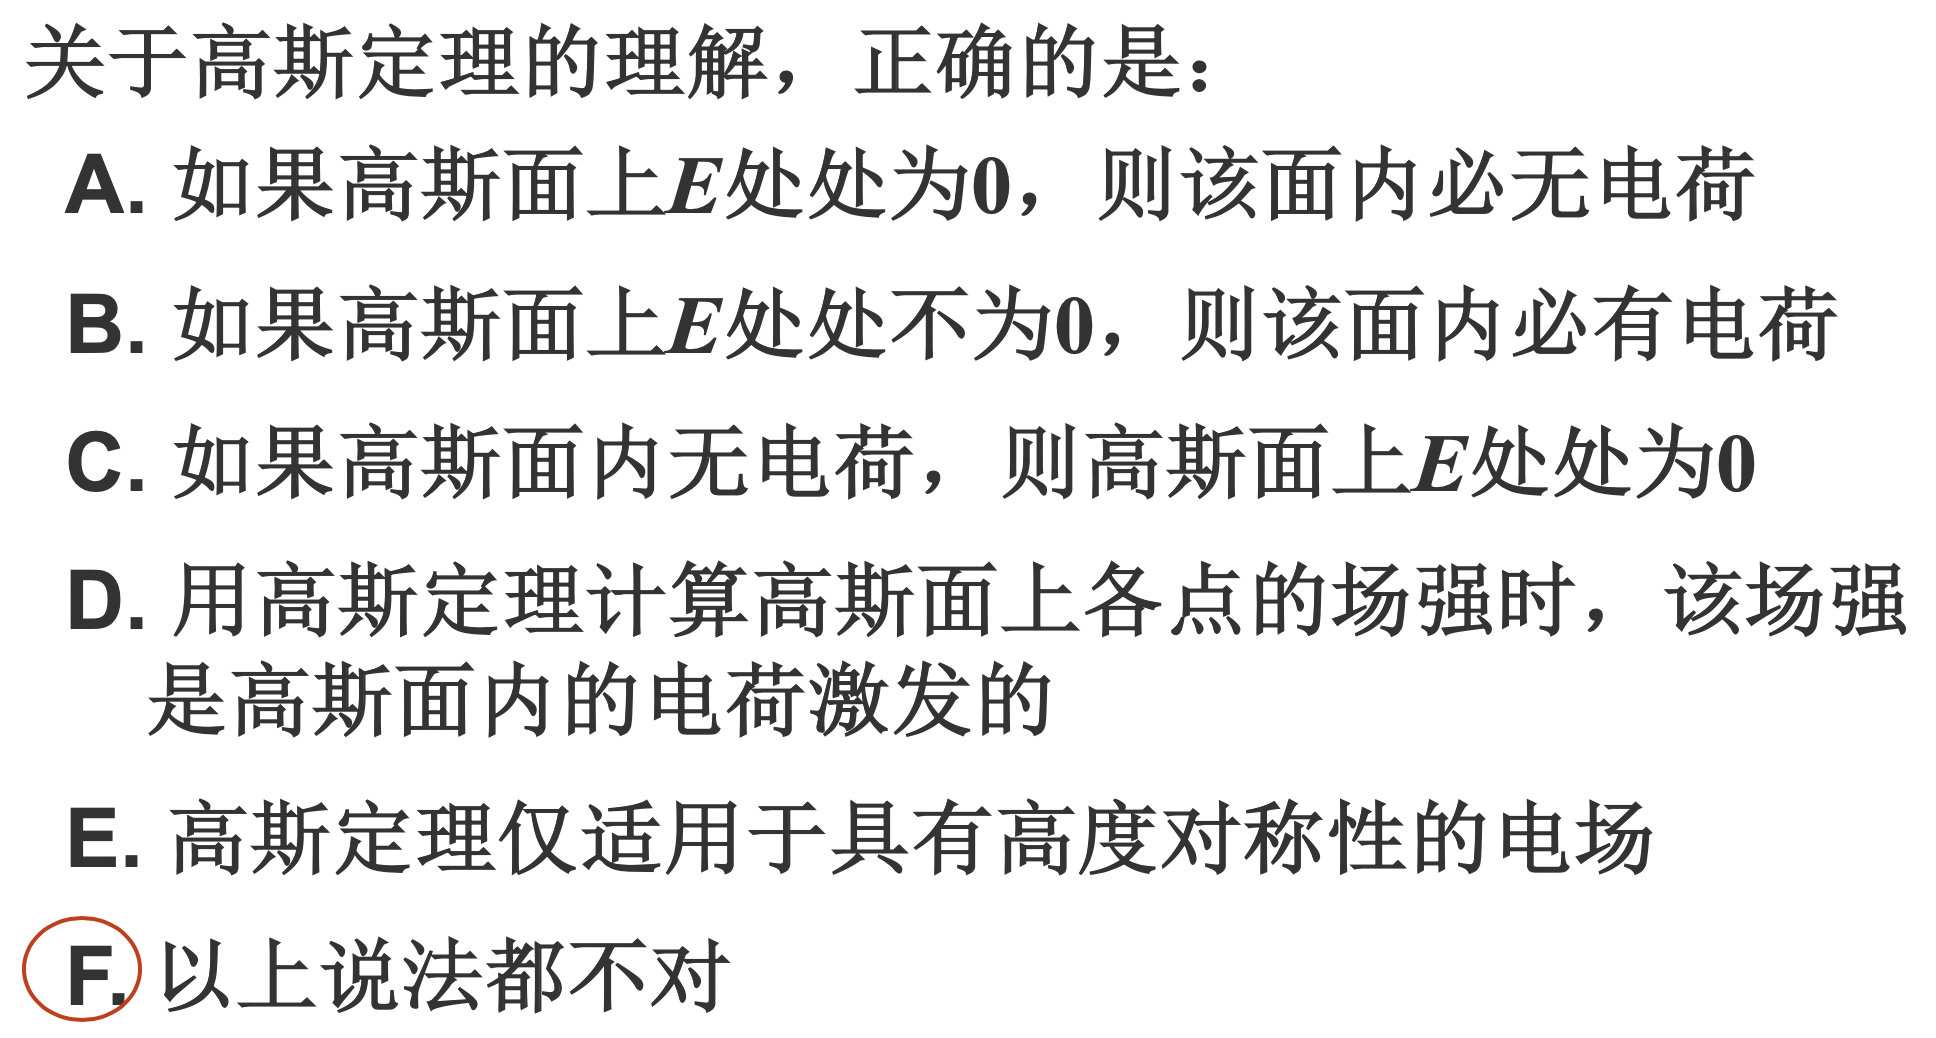 关于高斯定理的理解，正确的是：
A. 如果高斯面上E处处为0，则该面内必无电荷
B. 如果高斯面上E处处不为0，则该面内必有电荷
C. 如果高斯面内无电荷，则高斯面上E处处为0
D. 用高斯定理计算高斯面上各点的场强时，该场强
是高斯面内的电荷激发的
E. 高斯定理仅适用于具有高度对称性的电场
F. 以上说法都不对